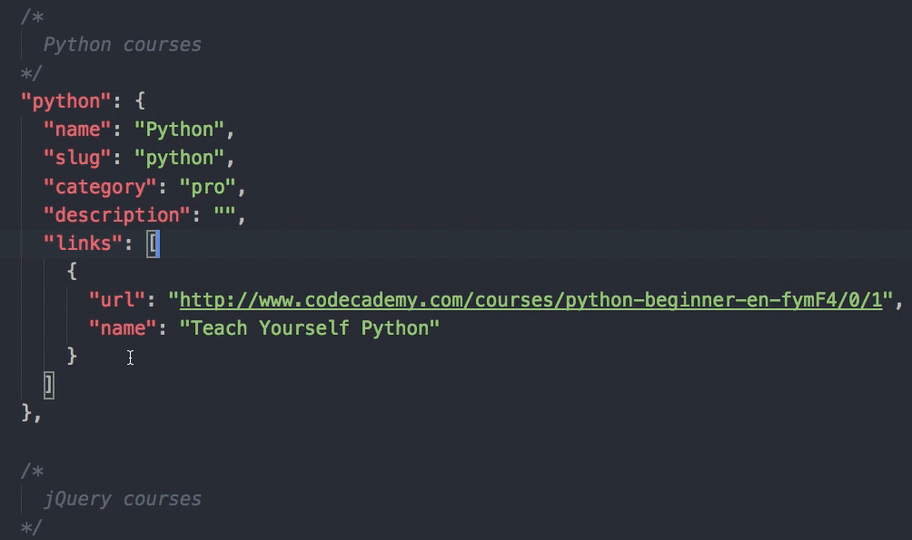 /*
Python courses
*/
"python": {
"name": "Python",
"slug": "python",
"category": "pro",
"description": "",
"links": [
{
"url": "http://www.codecademy.com/courses/python-beginner-en-fymF4/0/1",
"name": "Teach Yourself Python"
}
]
},
/*
jQuery courses
*/